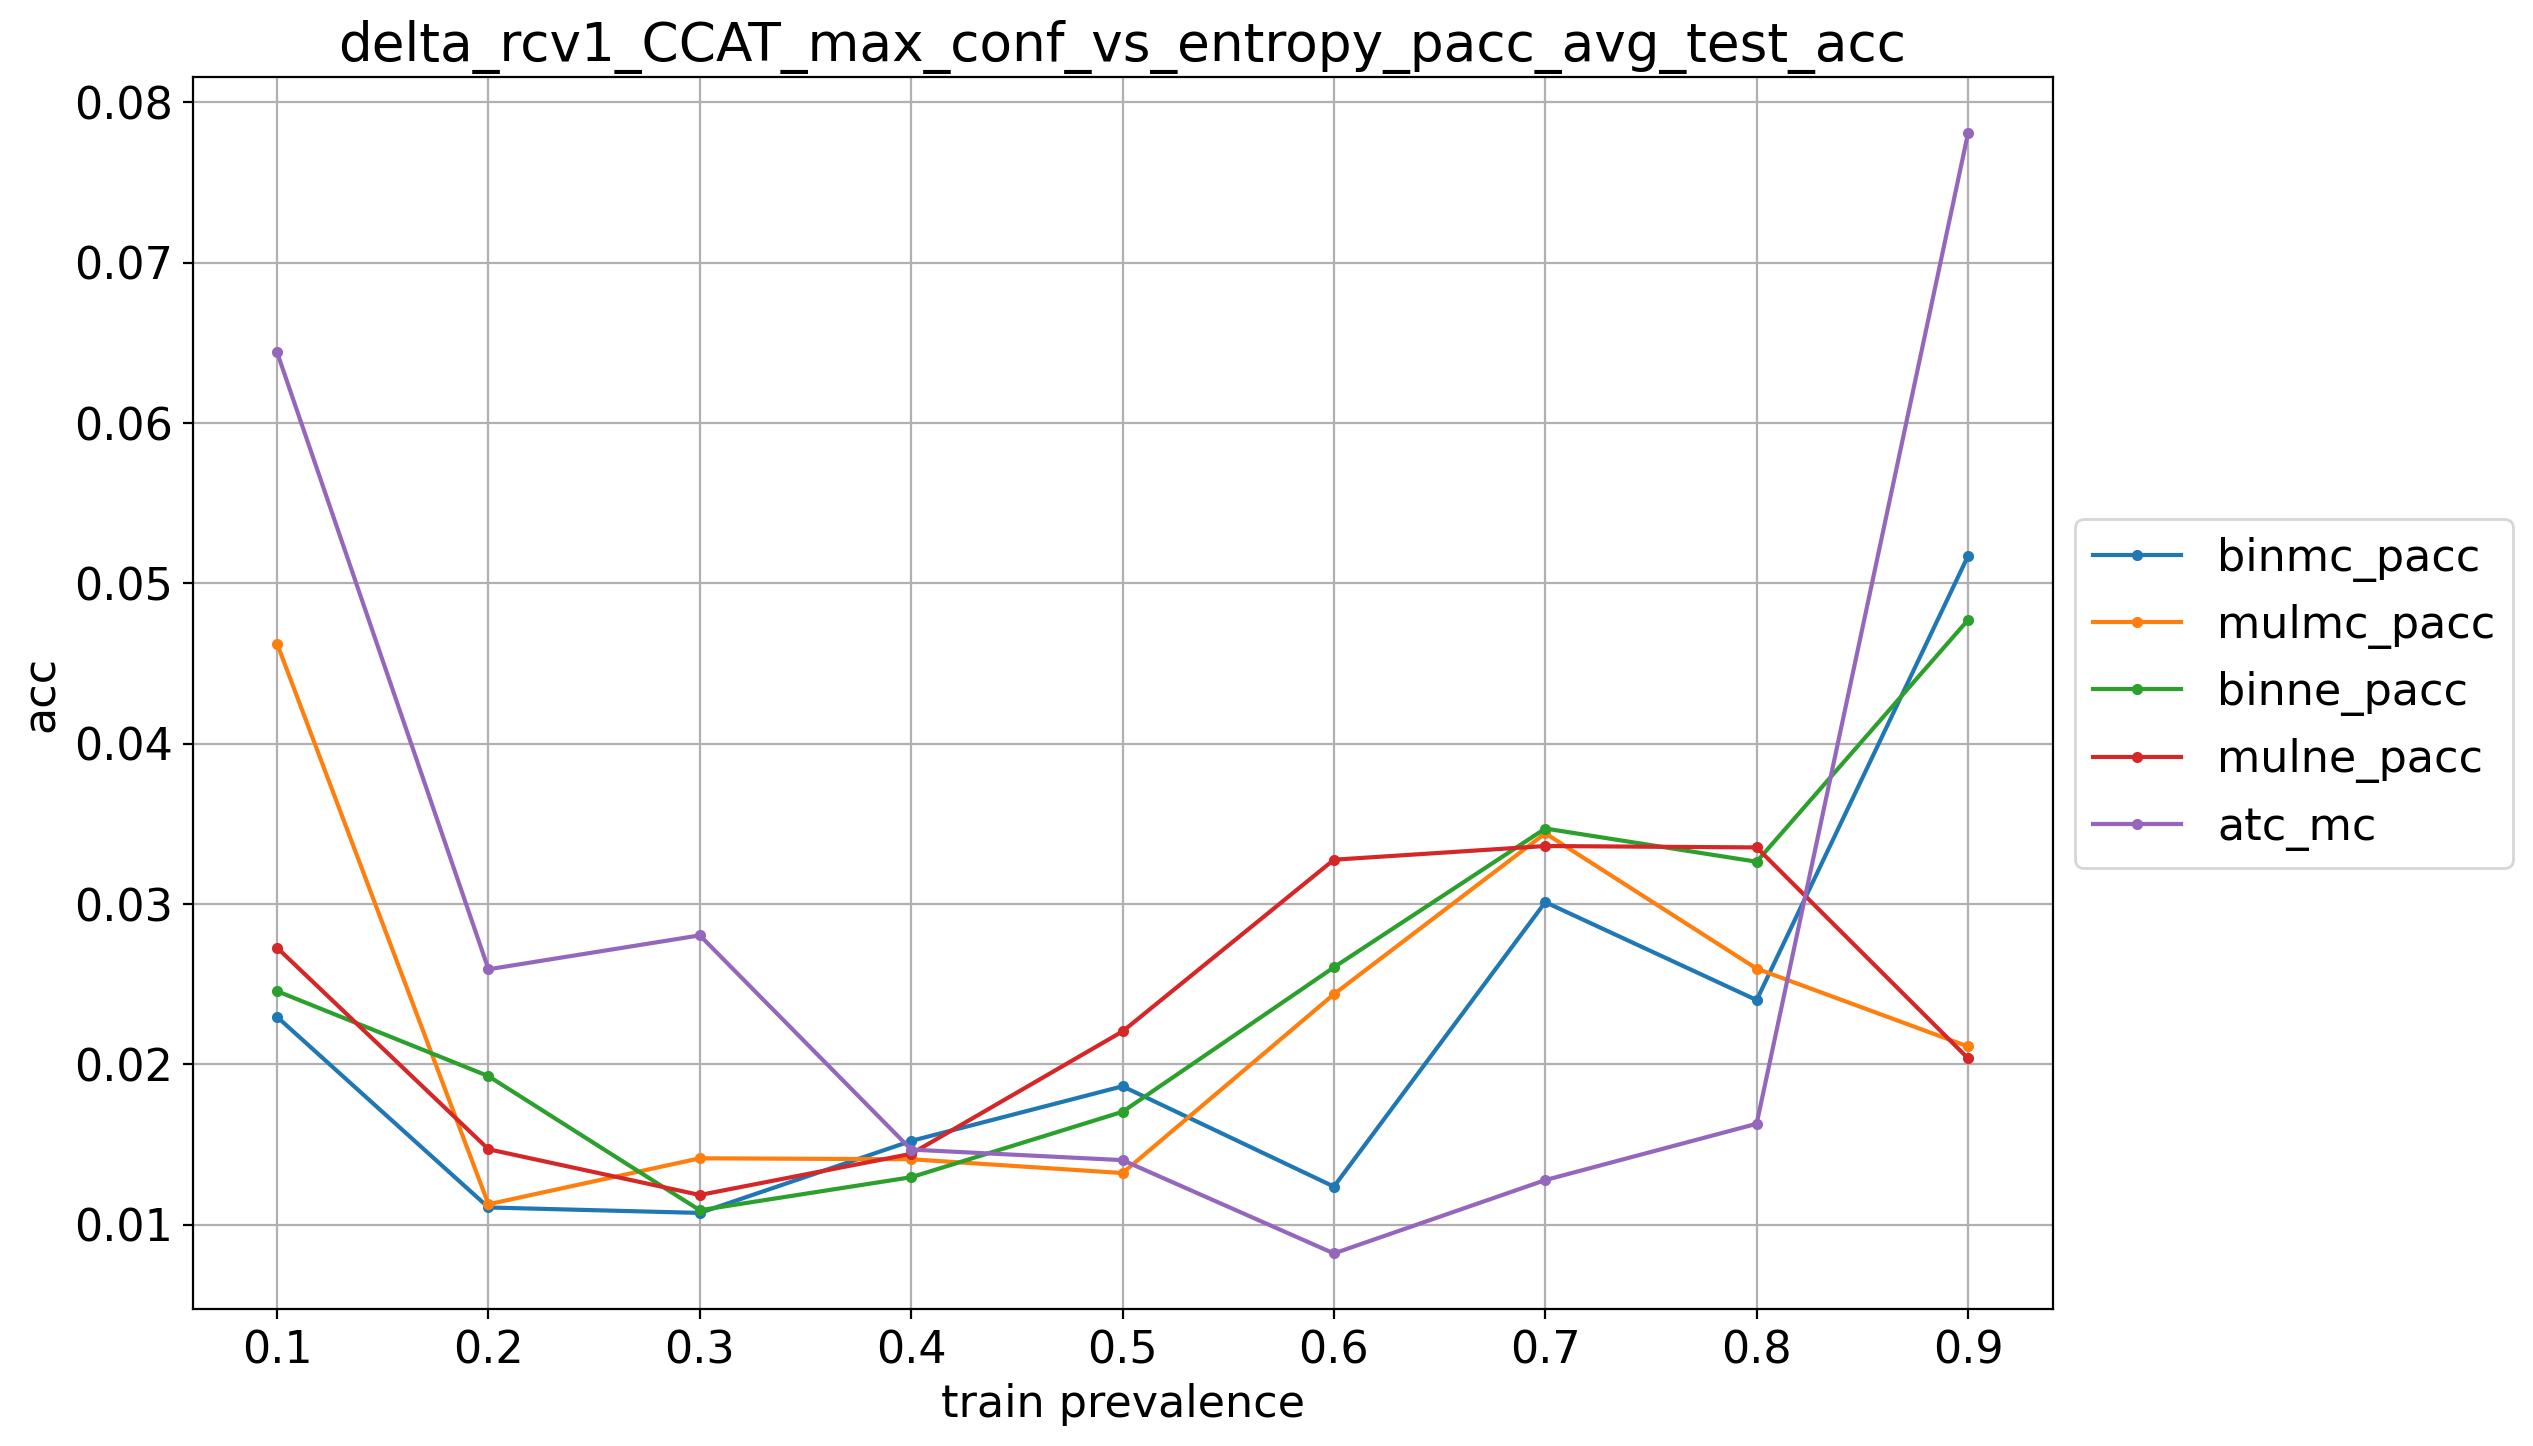 delta_rcv1_CCAT_max_conf_vs_entropy_pacc_avg_test_acc
0.08
0.07
0.06
0.05
0.04
0.03
0.02
0.01
acc
0.1 0.2 0.3 0.4 0.5 0.6 0.7 0.8 0.9
train prevalence
binmc_pacc
mulmc_pacc
binne_pacc
mulne_pacc
atc_mc